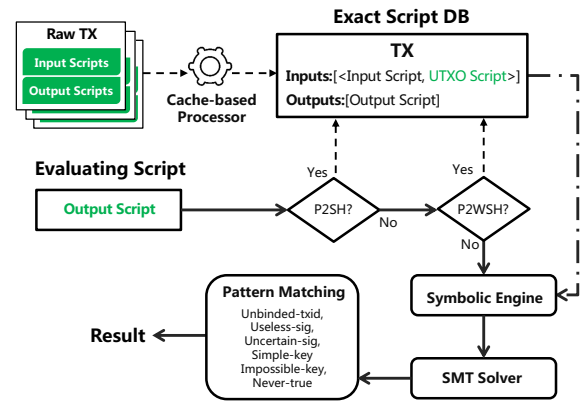 Exact Script DB
Raw TX
Input Scripts
Output Scripts
Cache-based
Processor
TX
Inputs:[<Input Script, UTXO Script>]
Outputs:[Output Script]
Evaluating Script
Yes
Yes
Output Script
P2SH?
No
P2WSH?
No
Pattern Matching
Unbinded-txid,
Useless-sig,
Uncertain-sig,
Simple-key
Impossible-key,
Never-true
Symbolic Engine
Result
SMT Solver